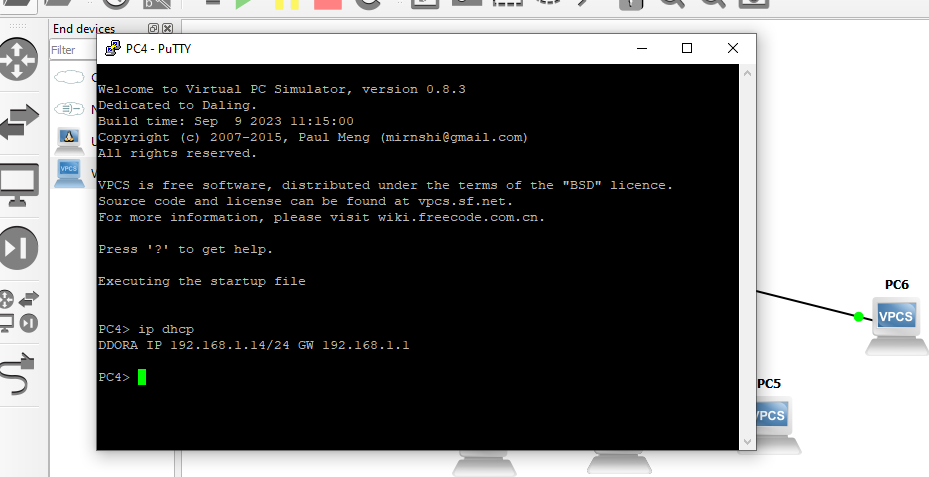 End devices
Filter
PC4 - PuTTY
Welcome to Virtual PC Simulator, version 0.8.3
Dedicated to Daling.
Build time: Sep  9 2023 11:15:00
Copyright (c) 2007-2015, Paul Meng (mirnshi@gmail.com)
All rights reserved.
VPCS is free software, distributed under the terms of the "BSD" licence.
Source code and license can be found at vpcs.sf.net.
For more information, please visit wiki.freecode.com.cn.
Press '?' to get help.
Executing the startup file
PC4> ip dhcp
DDORA IP 192.168.1.14/24 GW 192.168.1.1
PC4>
VPCS
PC6
VPCS
PC5
VPCS